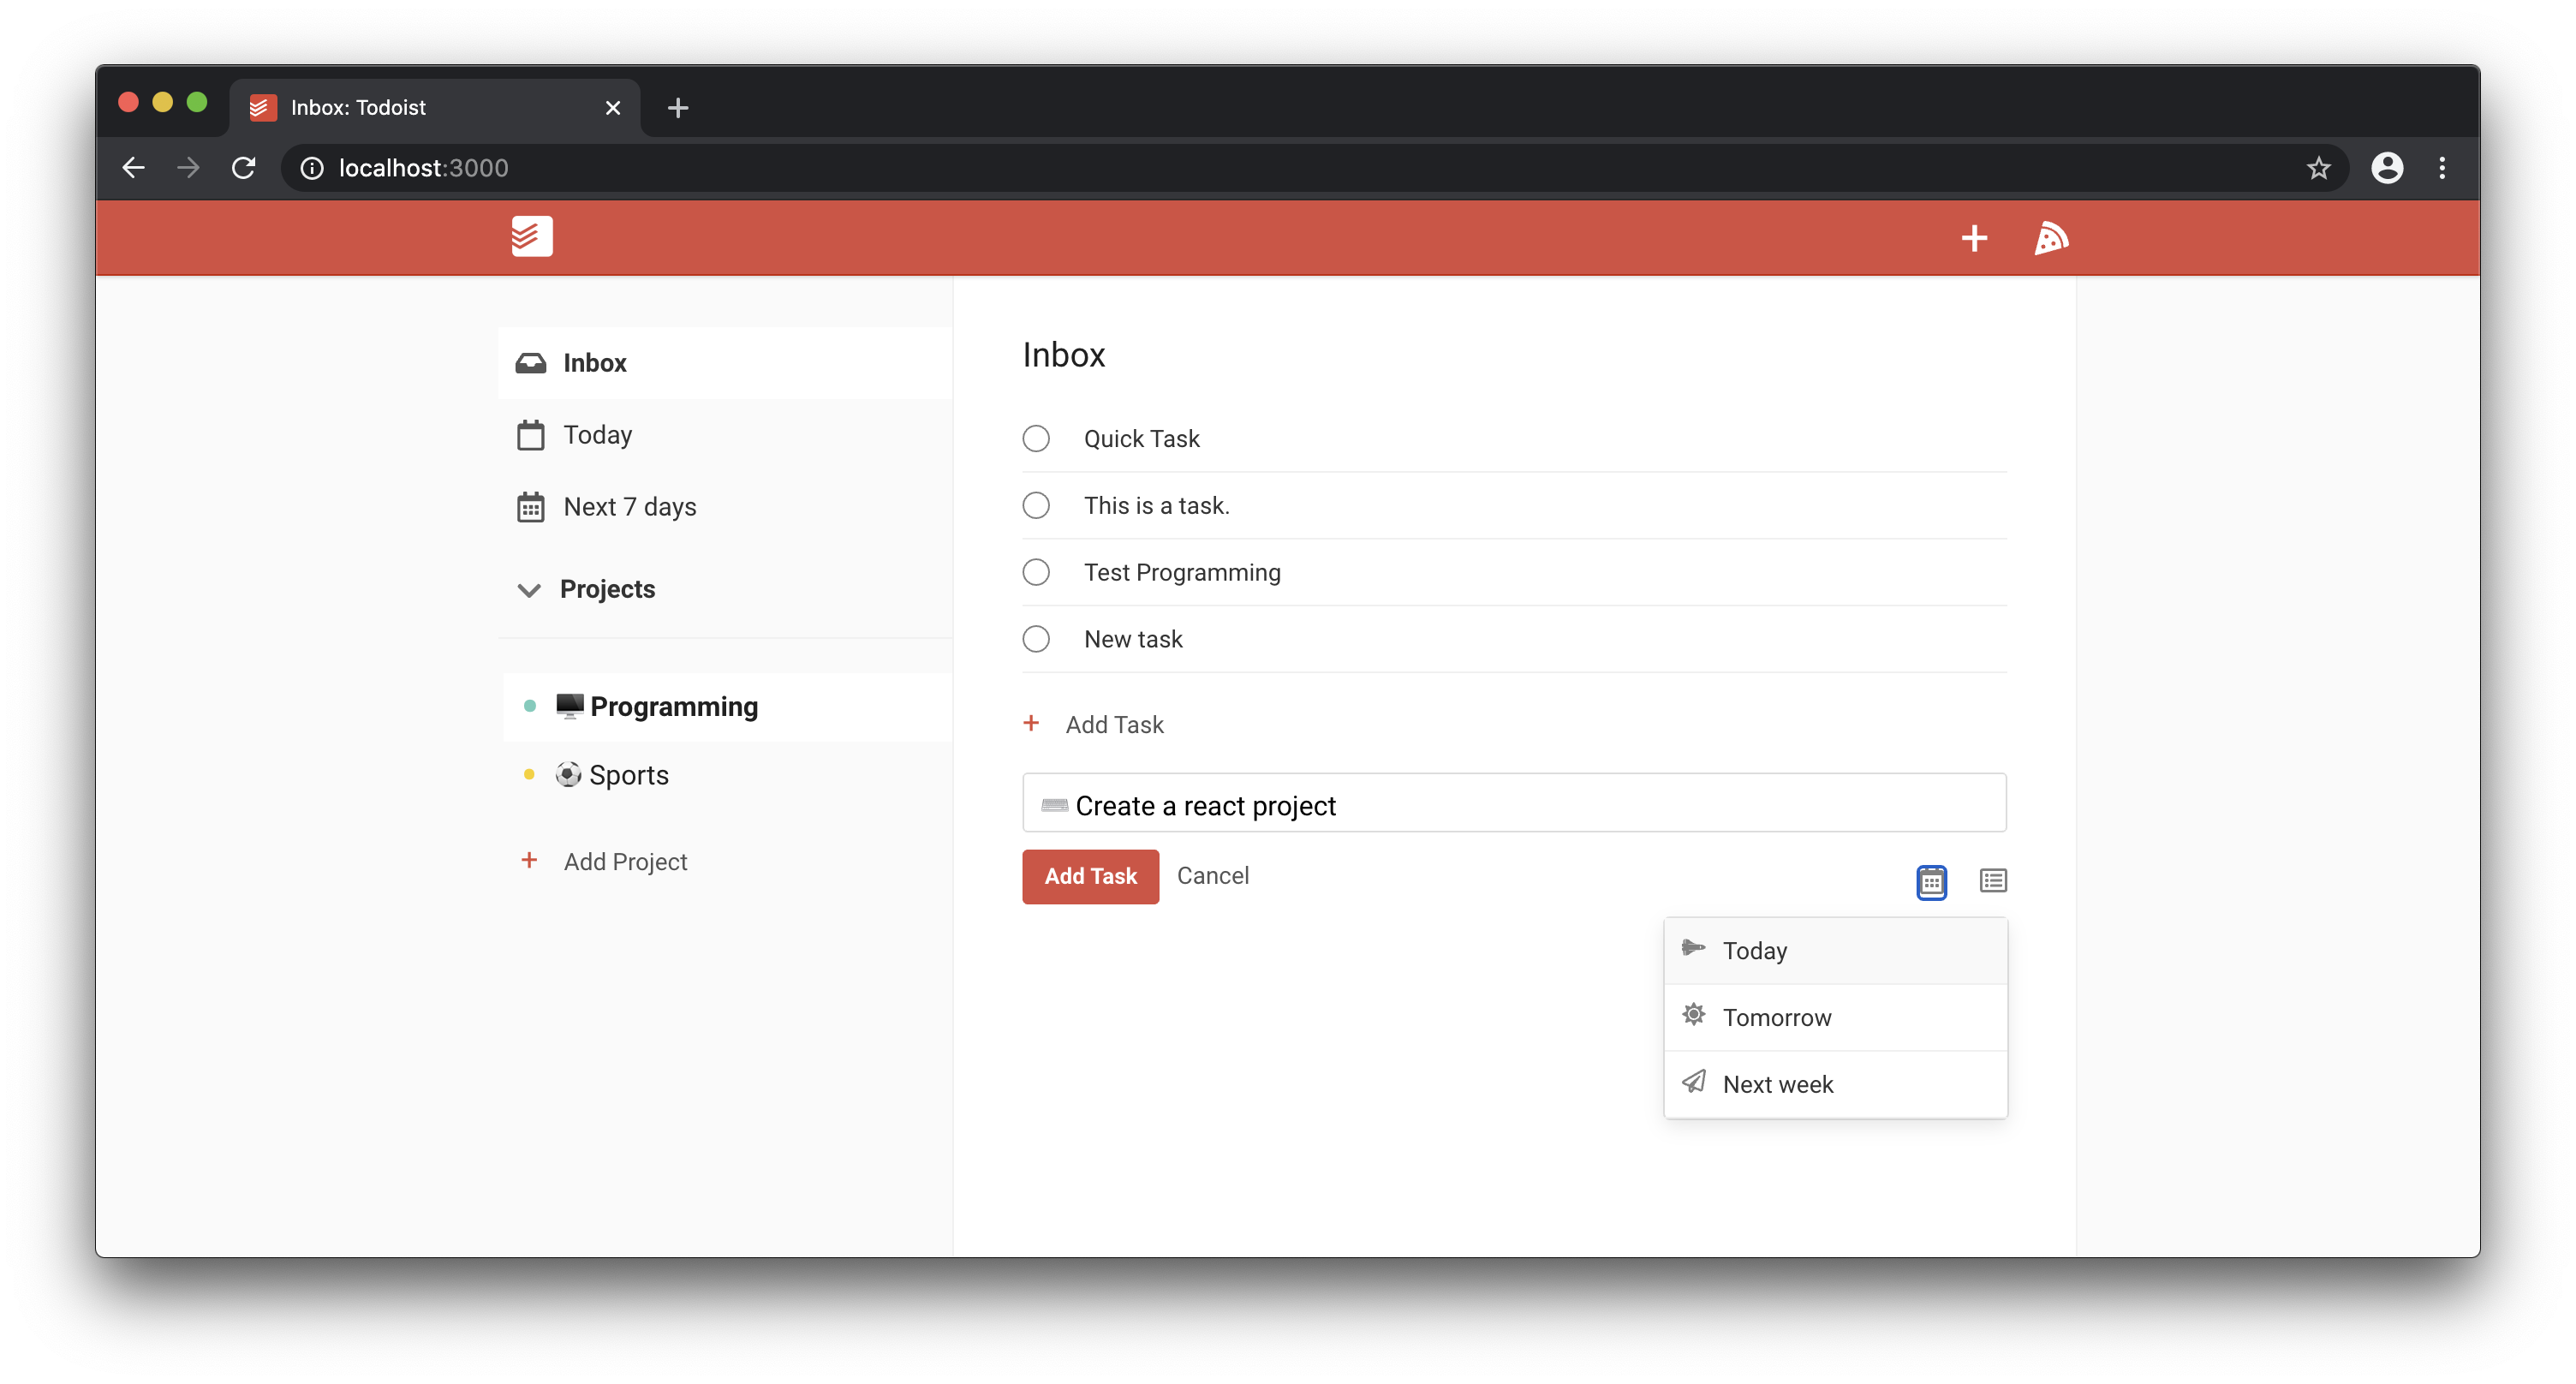 Inbox: Todoist
localhost:3000
Inbox
Today
Next 7 days
Projects
Programming
Sports
Add Project
Inbox
Quick Task
This is a task.
Test Programming
New task
Add Task
Create a react project
Add Task
Cancel
Today
Tomorrow
Next week